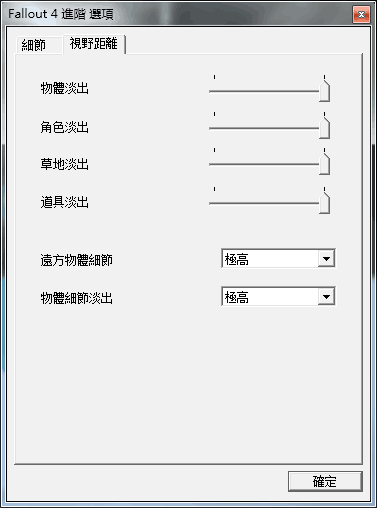 Fallout 4 進階 選項
細節 視野距離
物體淡出
角色淡出
草地淡出
道具淡出
遠方物體細節 極高
物體細節淡出 極高
確定